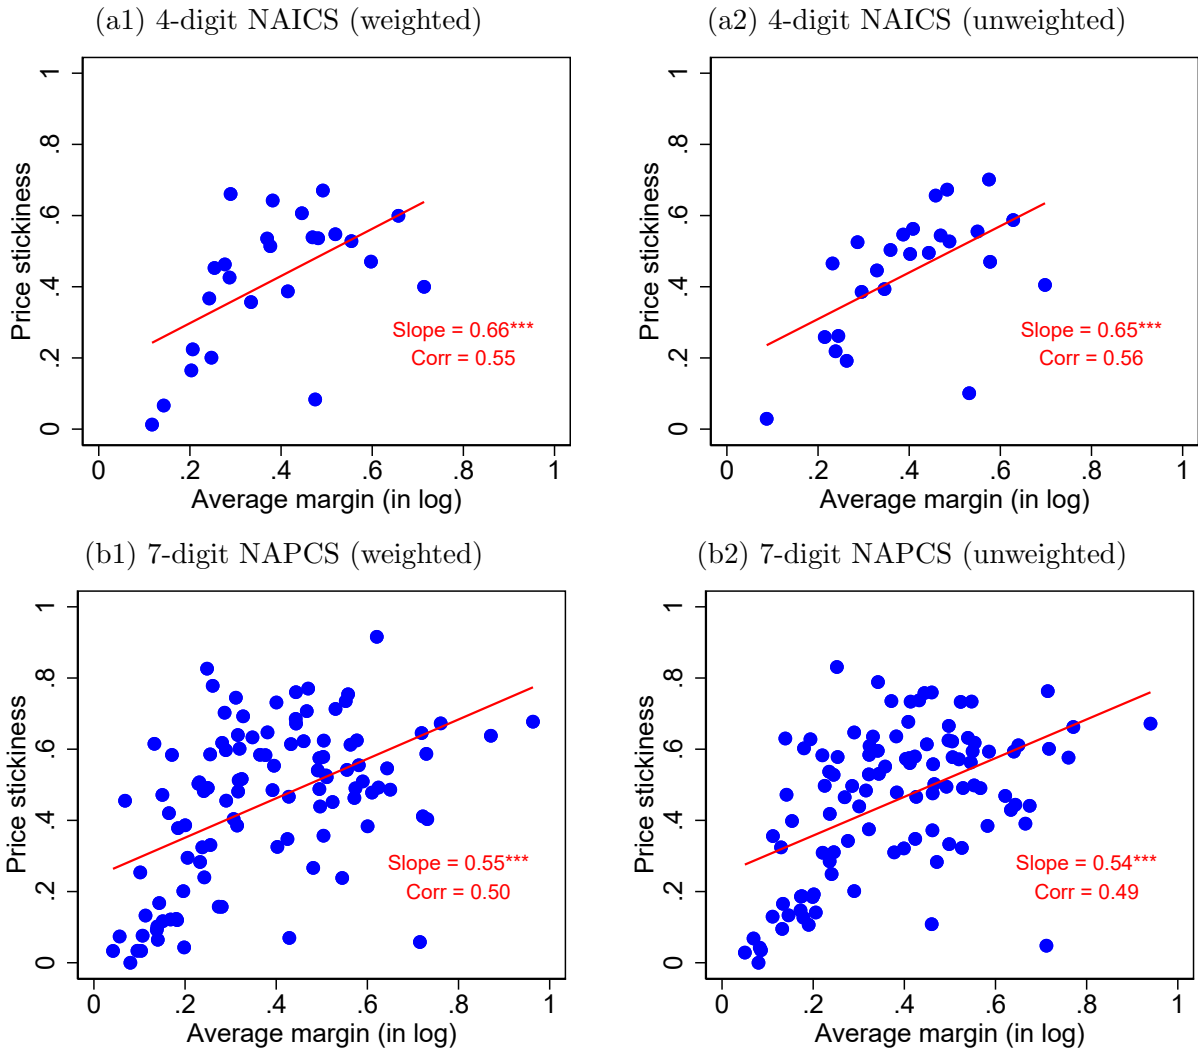 (a1) 4-digit NAICS (weighted)
Price stickiness
1
.8
.6
.4
.2
0
Slope = 0.66***
Corr = 0.55
0 .2 .4 .6 .8 1
Average margin (in log)
(a2) 4-digit NAICS (unweighted)
Price stickiness
1
.8
.6
.4
.2
0
Slope = 0.65***
Corr = 0.56
0 .2 .4 .6 .8 1
Average margin (in log)
(b1) 7-digit NAPCS (weighted)
Price stickiness
1
.8
.6
.4
.2
0
Slope = 0.55***
Corr = 0.50
0 .2 .4 .6 .8 1
Average margin (in log)
(b2) 7-digit NAPCS (unweighted)
Price stickiness
1
.8
.6
.4
.2
0
Slope = 0.54***
Corr = 0.49
0 .2 .4 .6 .8 1
Average margin (in log)